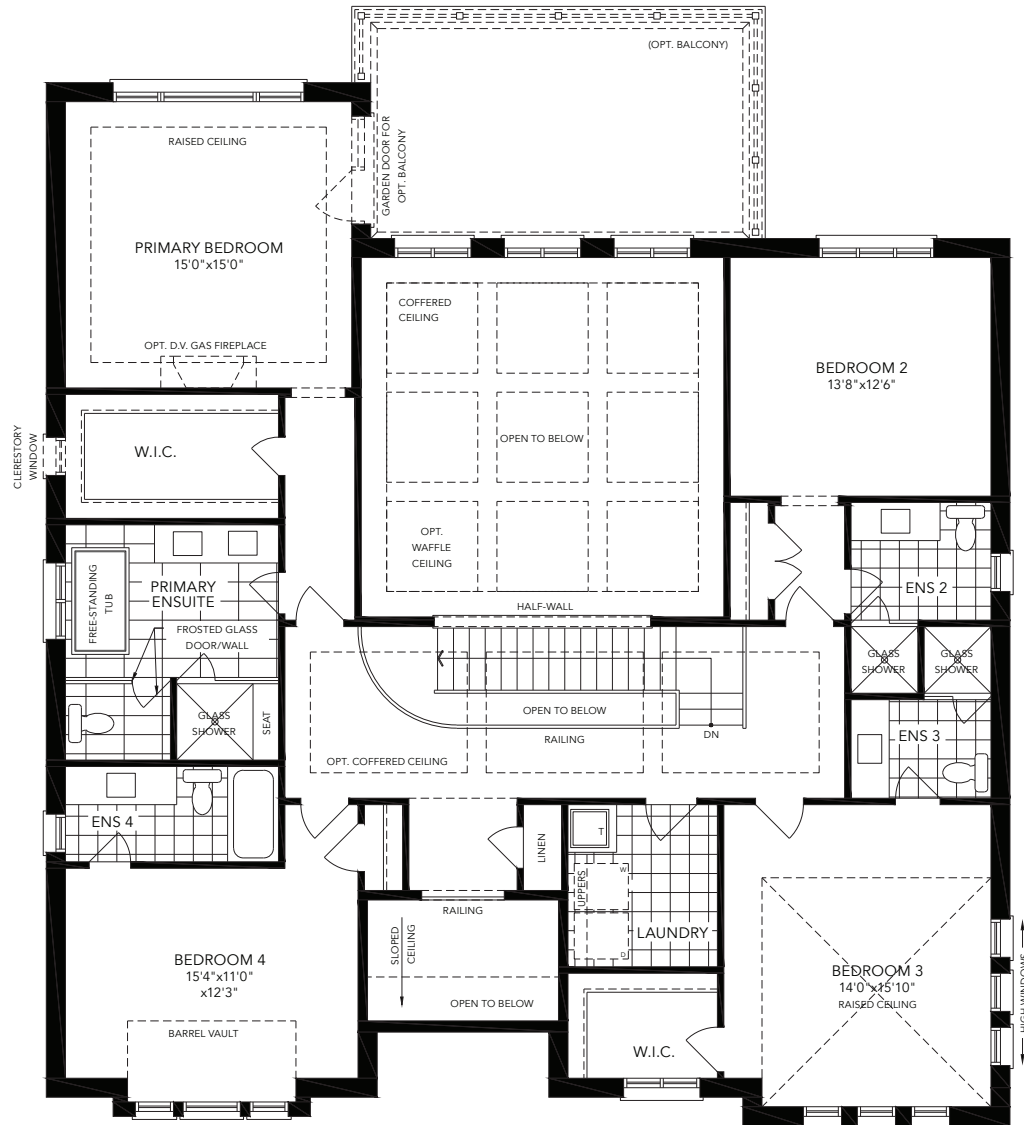 (OPT. BALCONY)
GARDEN DOOR FOR
OPT. BALCONY
RAISED CEILING
PRIMARY BEDROOM
15'0"x15'0"
OPT. D.V. GAS FIREPLACE
COFFERED
CEILING
OPEN TO BELOW
OPT.
WAFFLE
CEILING
HALF-WALL
BEDROOM 2
13'8"x12'6"
CLERESTORY
WINDOW
W.I.C.
FREE-STANDING
TUB
PRIMARY
ENSUITE
FROSTED GLASS
DOOR/WALL
GLASS
SHOWER
SEAT
ENS 2
GLASS
SHOWER
GLASS
SHOWER
ENS 3
OPEN TO BELOW
RAILING
DN
OPT. COFFERED CEILING
ENS 4
LINEN
T
W
D
UPPERS
LAUNDRY
RAILING
SLOPED
CEILING
OPEN TO BELOW
BEDROOM 4
15'4"x11'0"
x12'3"
BARREL VAULT
W.I.C.
BEDROOM 3
14'0"x15'10"
RAISED CEILING
HIGH WINDOWS